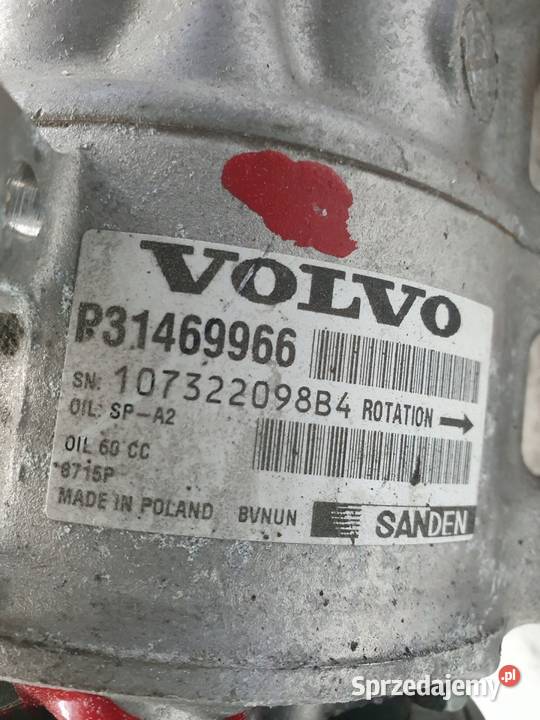 VOLVO
P31469966
SN: 107322098B4 ROTATION →
OIL: SP-A2
OIL 60 CC
8715P
MADE IN POLAND BVNUN SANDEN
Sprzedajemy.pl